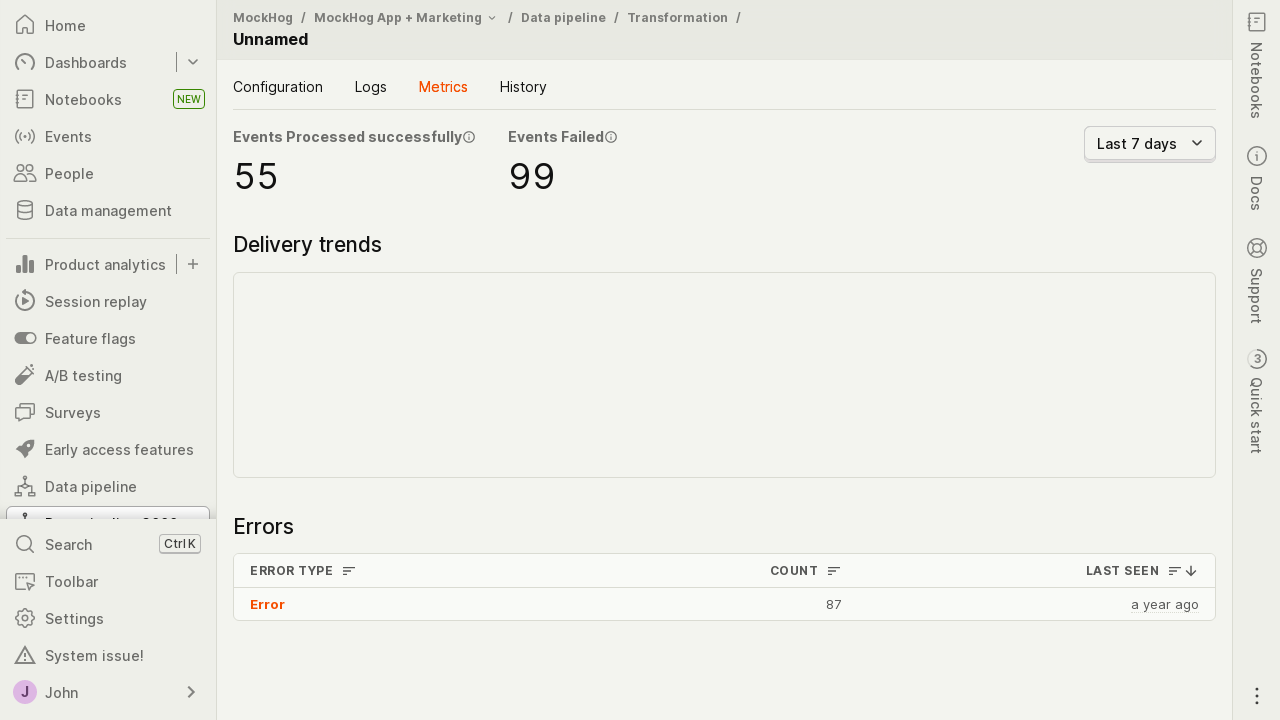 Home
Dashboards
Notebooks NEW
Events
People
Data management
Product analytics
Session replay
Feature flags
A/B testing
Surveys
Early access features
Data pipeline
Search Ctrl K
Toolbar
Settings
System issue!
J John
MockHog / MockHog App + Marketing / Data pipeline / Transformation /
Unnamed
Configuration Logs Metrics History
Events Processed successfully Events Failed
55 99
Last 7 days
Delivery trends
Errors
ERROR TYPE COUNT LAST SEEN
Error 87 a year ago
Notebooks
Docs
Support
3 Quick start